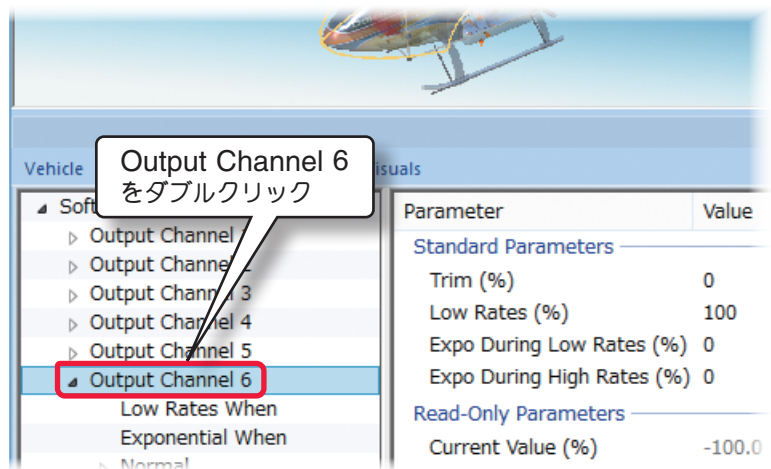 Output Channel 6
をダブルクリック
Vehicle
Parameter Value
Output Channel
Standard Parameters
Output Channel
Trim (%) 0
Output Channel 3
Low Rates (%) 100
Output Channel 4
Expo During Low Rates (%) 0
Output Channel 5
Expo During High Rates (%) 0
Output Channel 6
Low Rates When
Read-Only Parameters
Exponential When
Current Value (%) -100.0
Normal